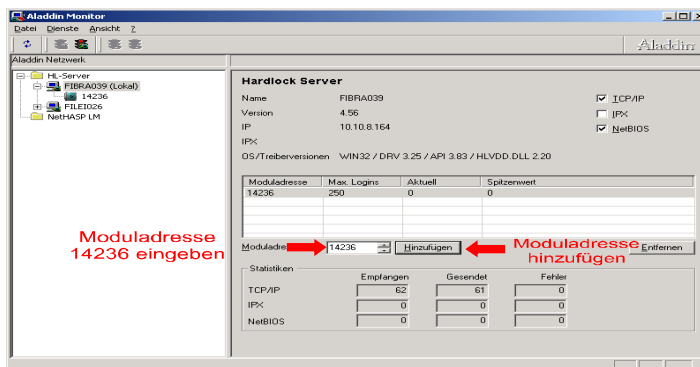 Aladdin Monitor
Datei Dienste Ansicht ?
Aladdin
Aladdin Netzwerk
HL-Server
FIBRA039 (Lokal)
14236
FILEI026
NetHASP LM
Hardlock Server
Name FIBRA039
Version 4.56
IP 10.10.8.164
IPX
OS/Treiberversionen WIN32 / DRV 3.25 / API 3.83 / HLVDD.DLL 2.20
TCP/IP
IPX
NetBIOS
Moduladresse Max. Logins Aktuell Spitzenwert
14236 250 0 0
Moduladre 14236 Hinzufügen Entfernen
Moduladresse
14236 eingeben
Moduladresse
hinzufügen
Statistiken
Empfangen Gesendet Fehler
TCP/IP 62 61 0
IPX 0 0 0
NetBIOS 0 0 0